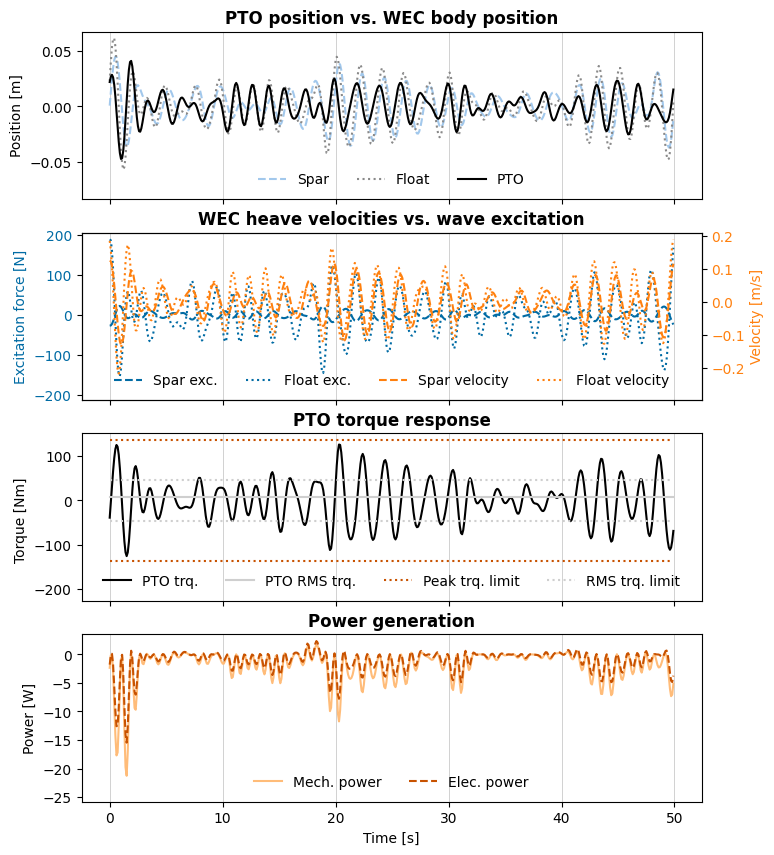 PTO position vs. WEC body position
Position [m]
0.05
0.00
−0.05
Spar Float PTO
WEC heave velocities vs. wave excitation
Excitation force [N]
200
100
0
−100
−200
0.2
0.1
0.0
−0.1
−0.2
Velocity [m/s]
Spar exc. Float exc. Spar velocity Float velocity
PTO torque response
Torque [Nm]
100
0
−100
−200
PTO trq. PTO RMS trq. Peak trq. limit RMS trq. limit
Power generation
Power [W]
0
−5
−10
−15
−20
−25
Mech. power Elec. power
0 10 20 30 40 50
Time [s]